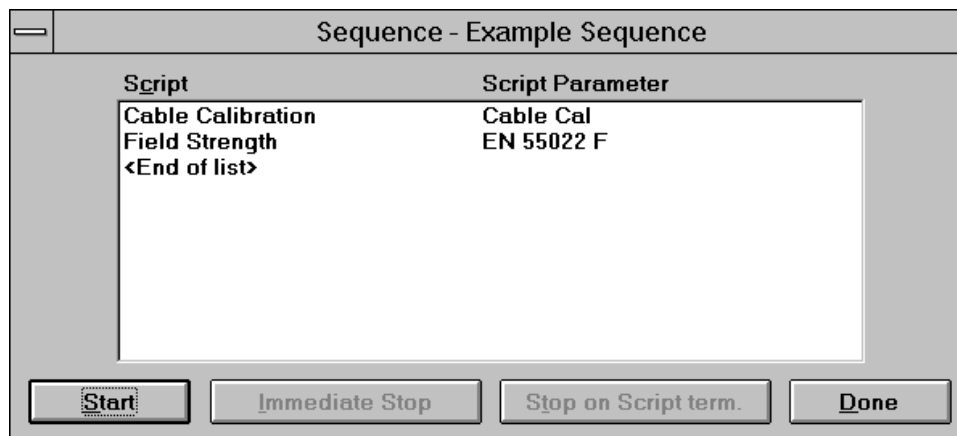 Sequence - Example Sequence
Script Script Parameter
Cable Calibration Cable Cal
Field Strength EN 55022 F
<End of list>
Start Immediate Stop Stop on Script term. Done